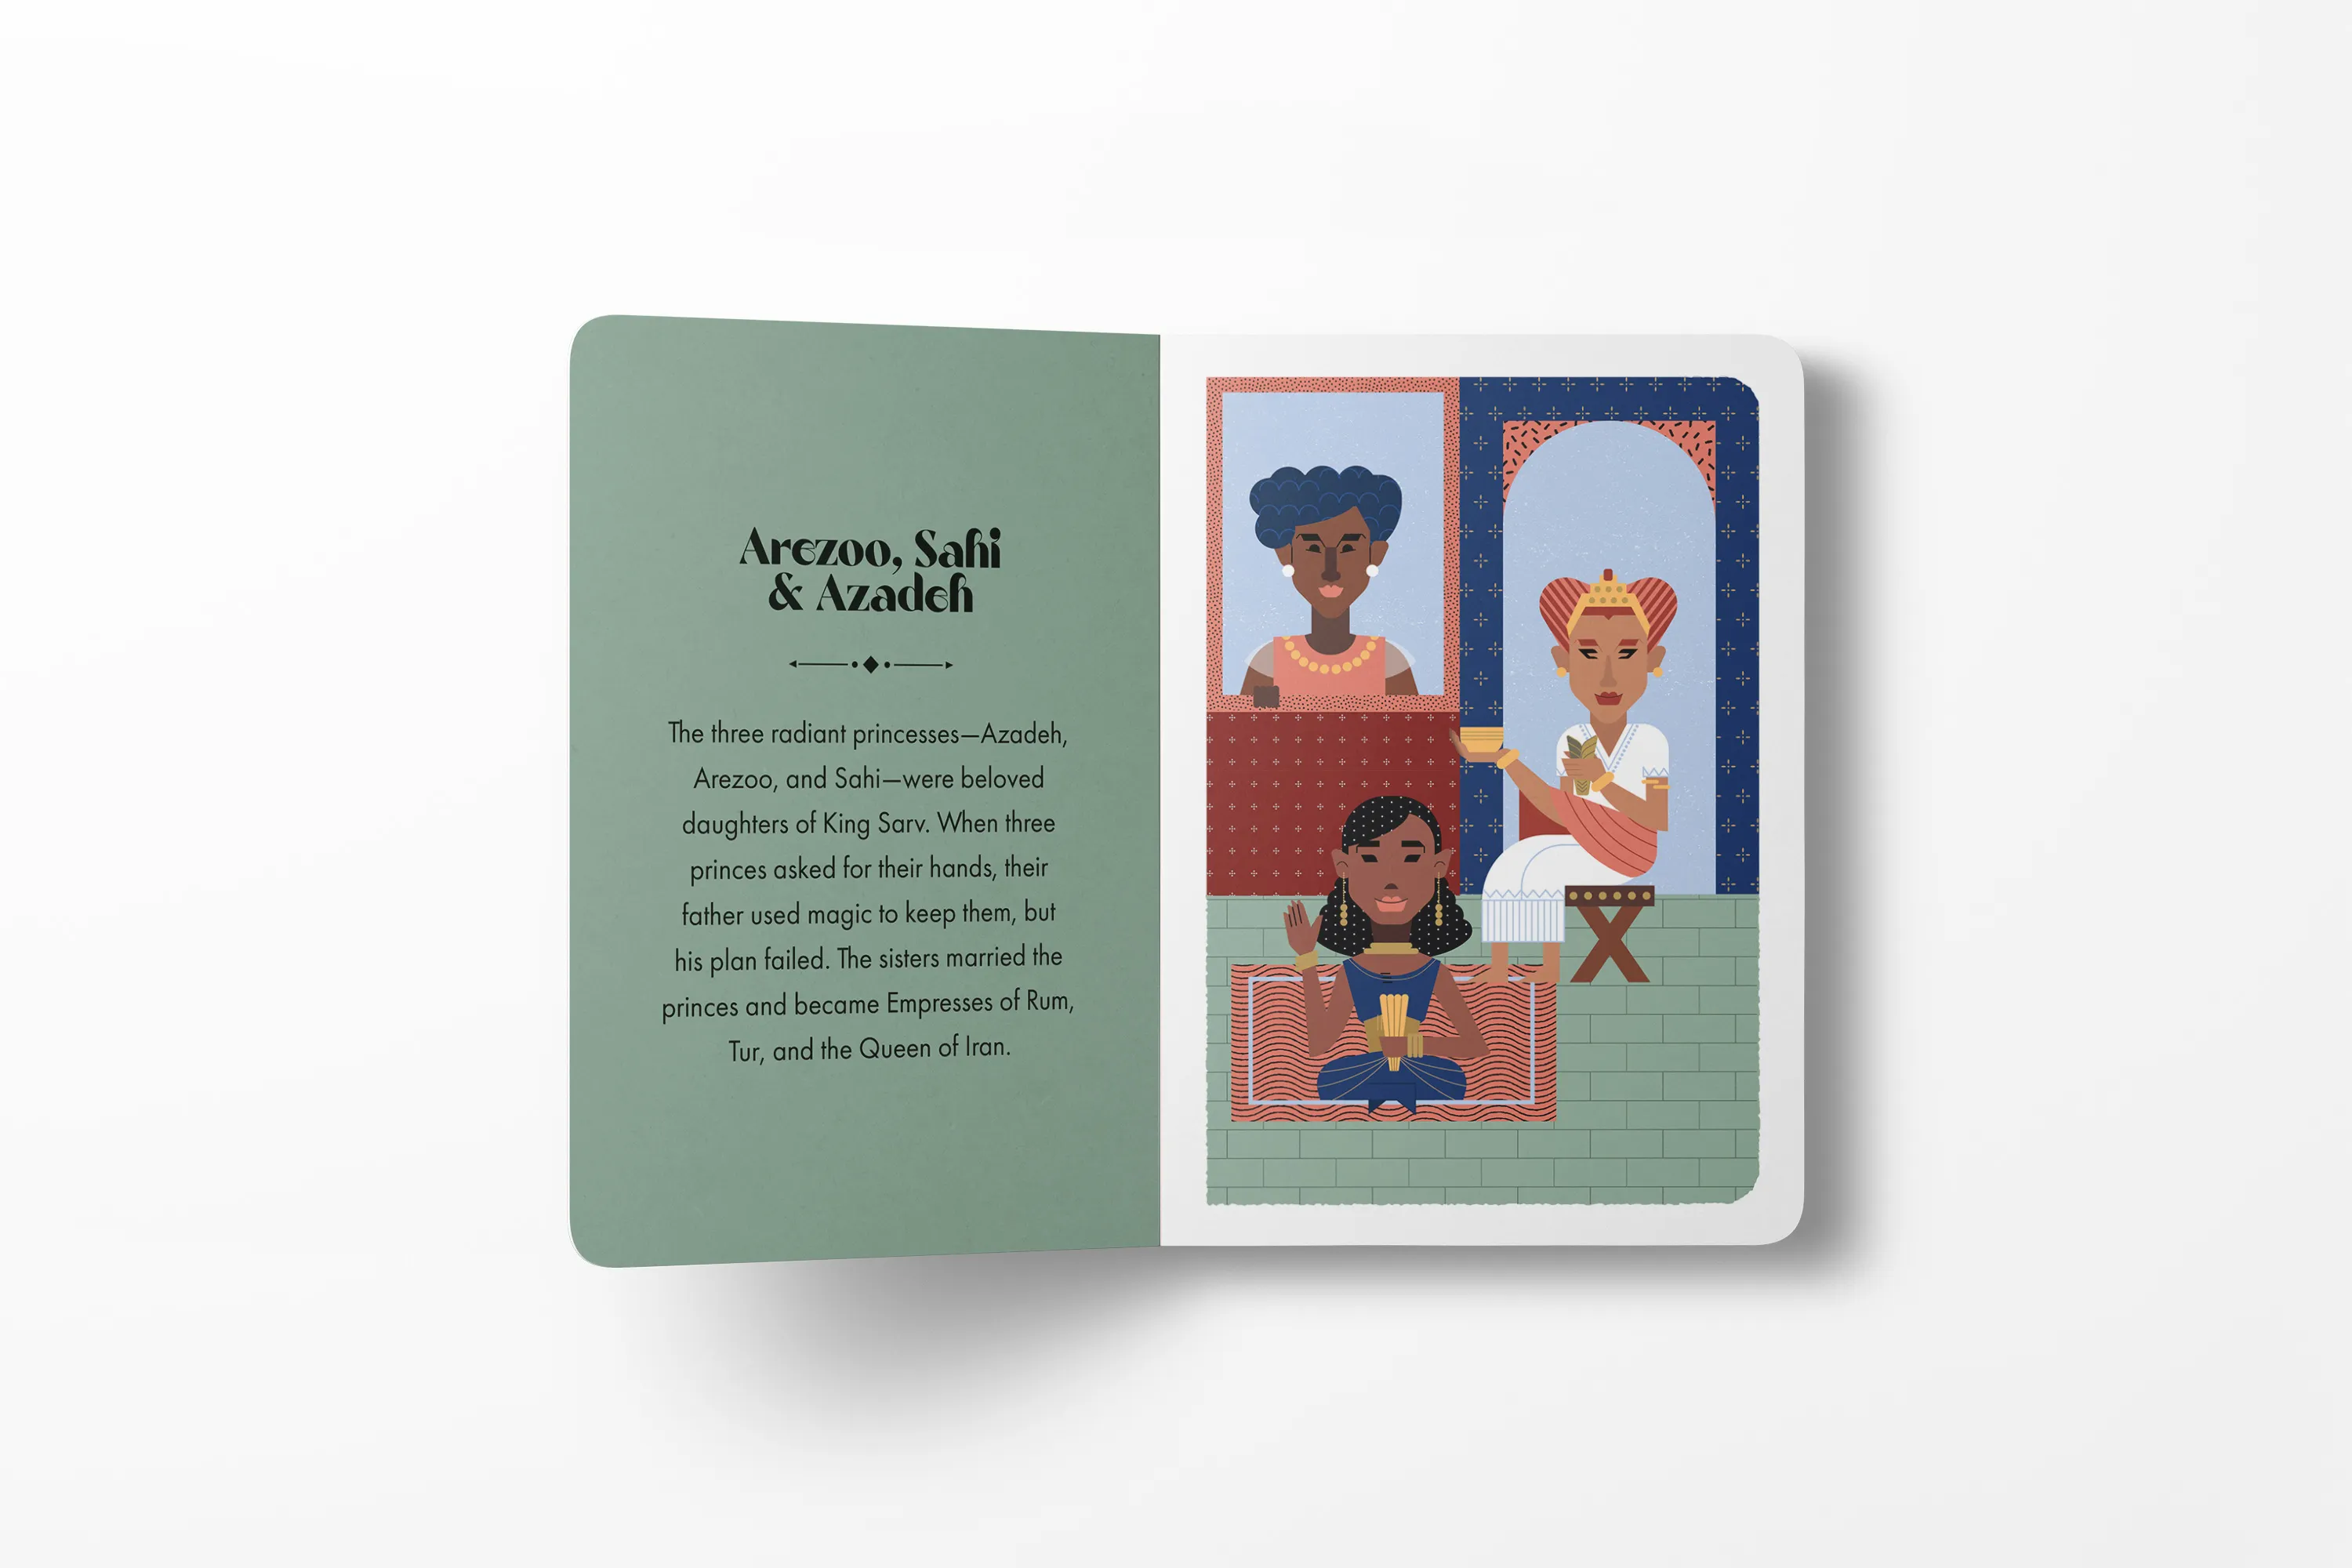 Arezoo, Sahi
& Azadeh
The three radiant princesses—Azadeh,
Arezoo, and Sahi—were beloved
daughters of King Sarv. When three
princes asked for their hands, their
father used magic to keep them, but
his plan failed. The sisters married the
princes and became Empresses of Rum,
Tur, and the Queen of Iran.